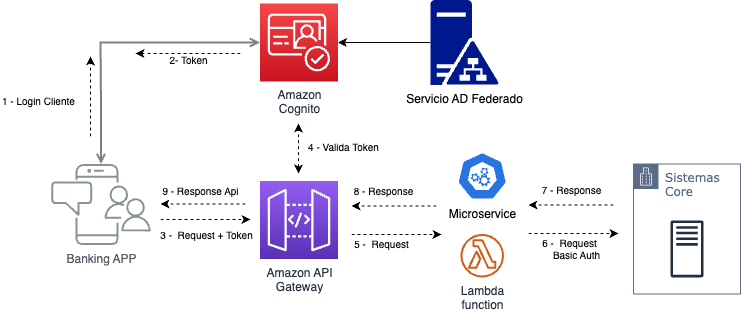 2- Token
Amazon
Cognito
Servicio AD Federado
1 - Login Cliente
4 - Valida Token
9 - Response Api
8 - Response
7 - Response
Sistemas
Core
Microservice
3 -  Request + Token
5 -  Request
6 -  Request
Basic Auth
Banking APP
Amazon API
Gateway
Lambda
function